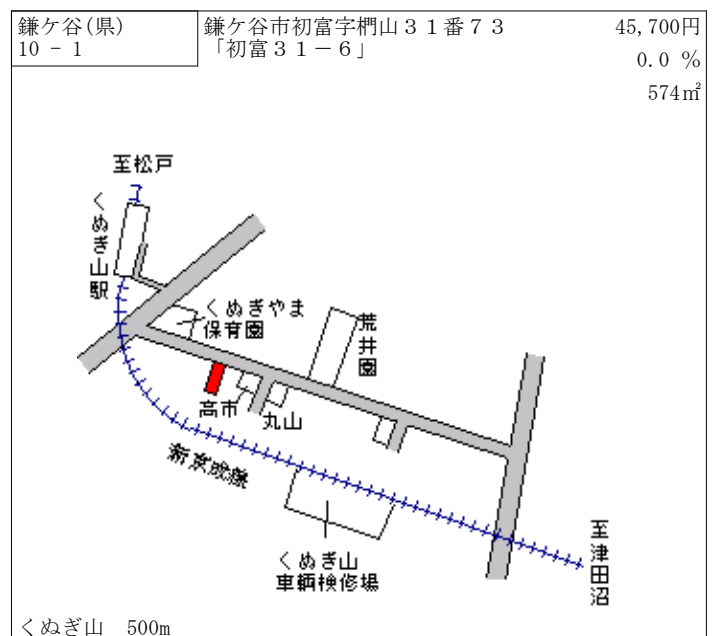 鎌ケ谷(県)
10 - 1
鎌ケ谷市初富字椚山３１番７３
「初富３１－６」
45,700円
0.0 %
574㎡
至松戸
くぬぎ山駅
くぬぎやま
保育園
荒井園
高市
丸山
新京成線
くぬぎ山
車輌検修場
至津田沼
くぬぎ山 500m